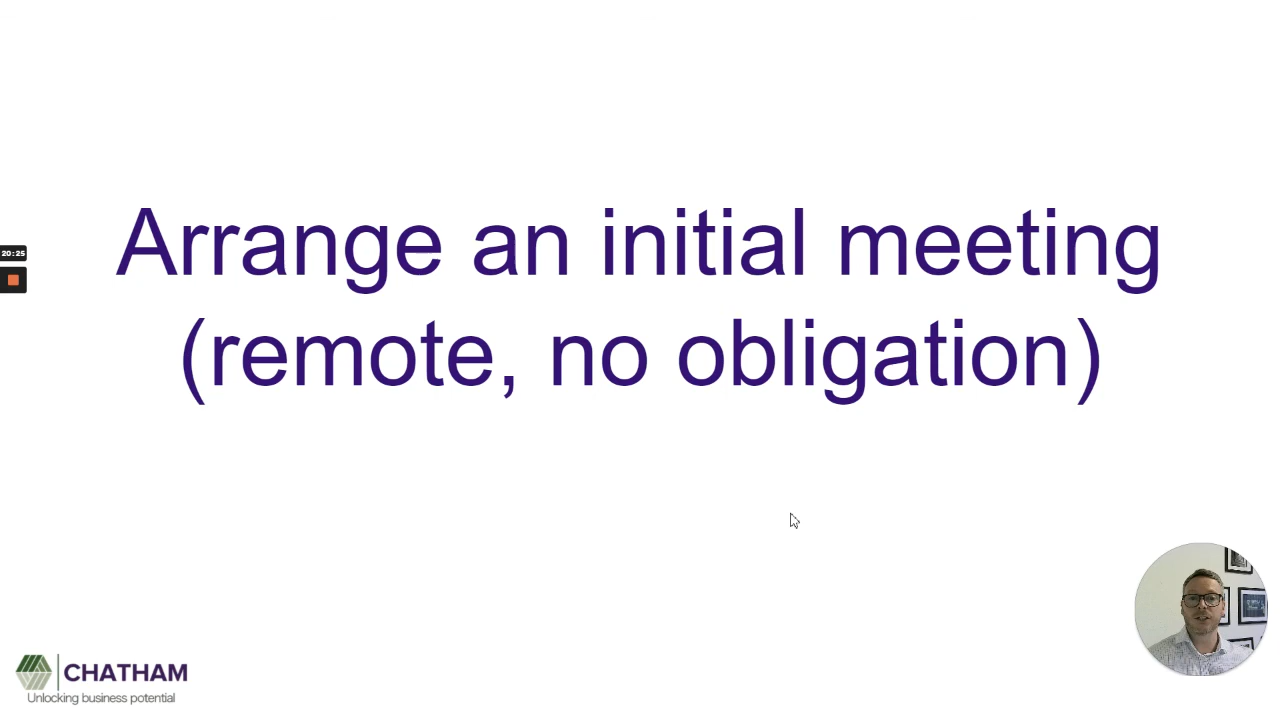 Arrange an initial meeting
(remote, no obligation)
20:25
CHATHAM
Unlocking business potential